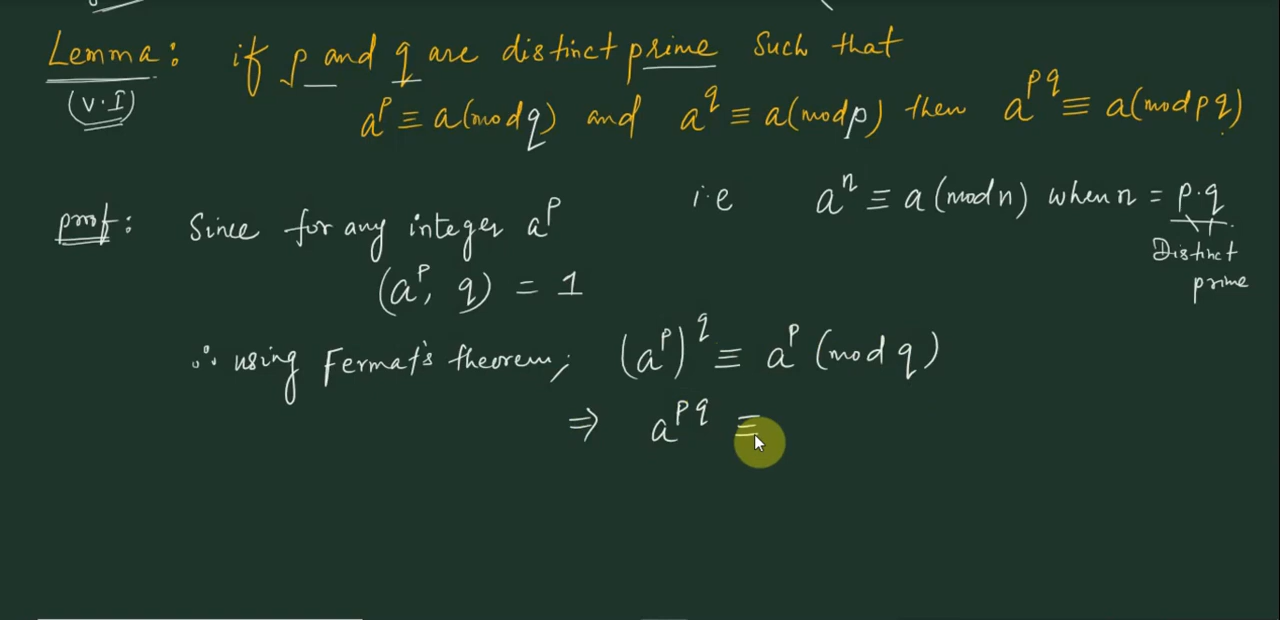 Lemma: if p and q are distinct prime such that
(V.I)
a^p ≡ a(mod q) and a^q ≡ a(mod p) then a^pq ≡ a(mod pq)
i.e a^n ≡ a (mod n) when n = p.q
Distinct
prime
proof: Since for any integer a^p
(a^p, q) = 1
∴ using Fermat's theorem; (a^p)^q ≡ a^p (mod q)
⇒ a^pq ≡